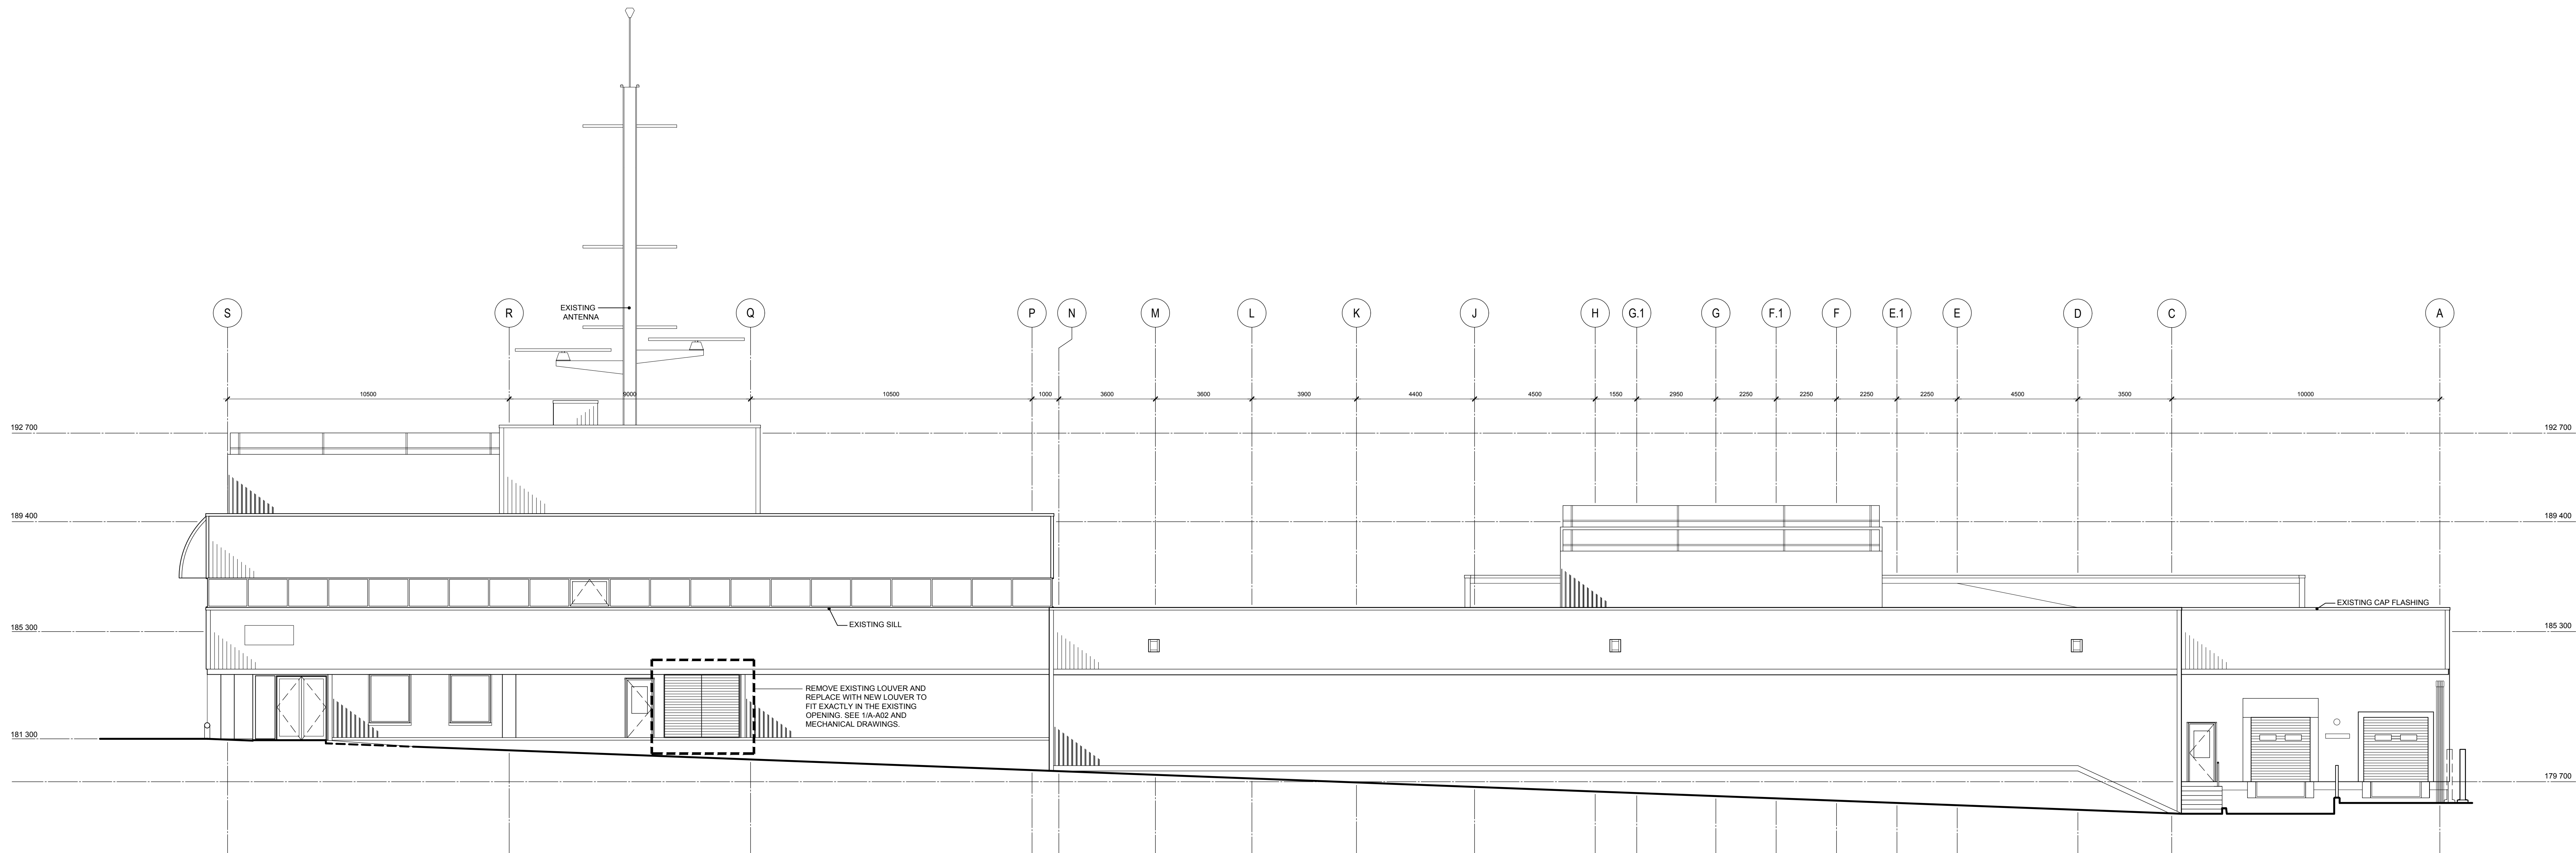 EXISTING
ANTENNA
S
R
Q
P
N
M
L
K
J
H
G.1
G
F.1
F
E.1
E
D
C
A
10500
9000
10500
1000
3600
3600
3900
4400
4500
1550
2950
2250
2250
2250
2250
4500
3500
10000
192 700
192 700
189 400
189 400
EXISTING CAP FLASHING
185 300
EXISTING SILL
185 300
REMOVE EXISTING LOUVER AND
REPLACE WITH NEW LOUVER TO
FIT EXACTLY IN THE EXISTING
OPENING. SEE 1/A-A02 AND
MECHANICAL DRAWINGS.
181 300
179 700